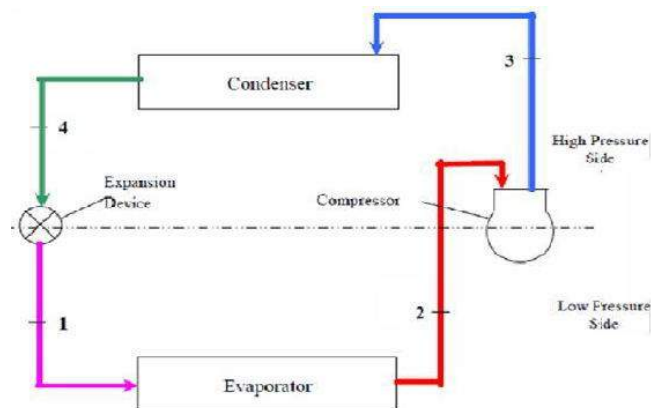 3
Condenser
4
High Pressure
Side
Expansion
Device
Compressor
1
2
Low Pressure
Side
Evaporator